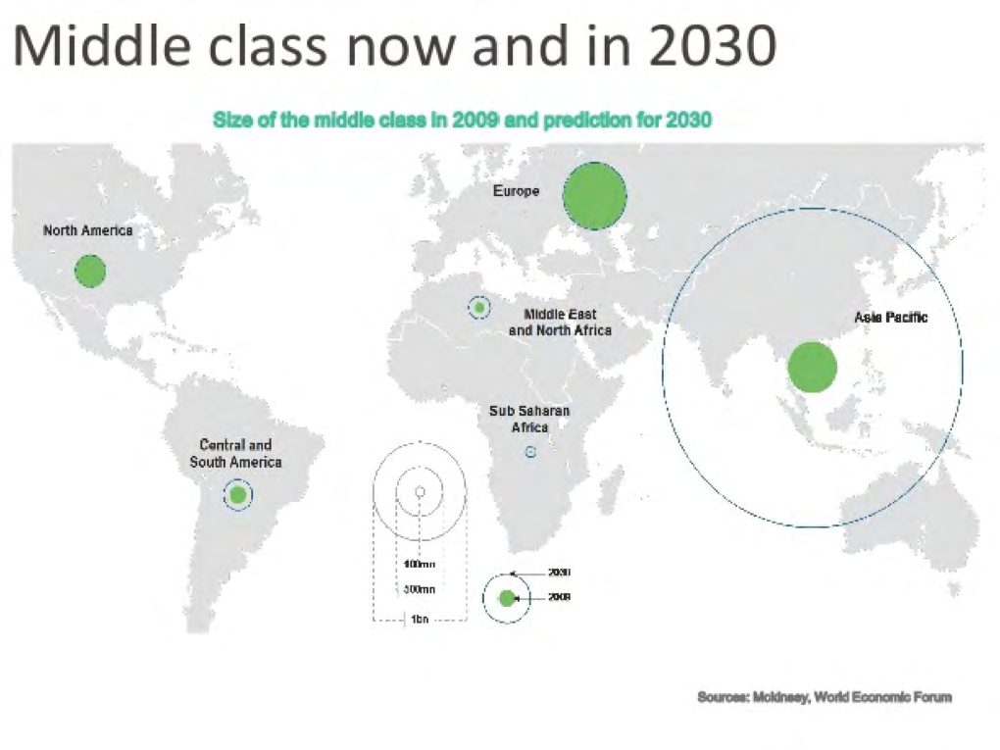 Middle class now and in 2030
Size of the middle class in 2009 and prediction for 2030
Europe
North America
Asia Pacific
Middle East
and North Africa
Sub Saharan
Africa
Central and
South America
100mn
500mn
1bn
2030
2009
Sources: Mckinsey, World Economic Forum